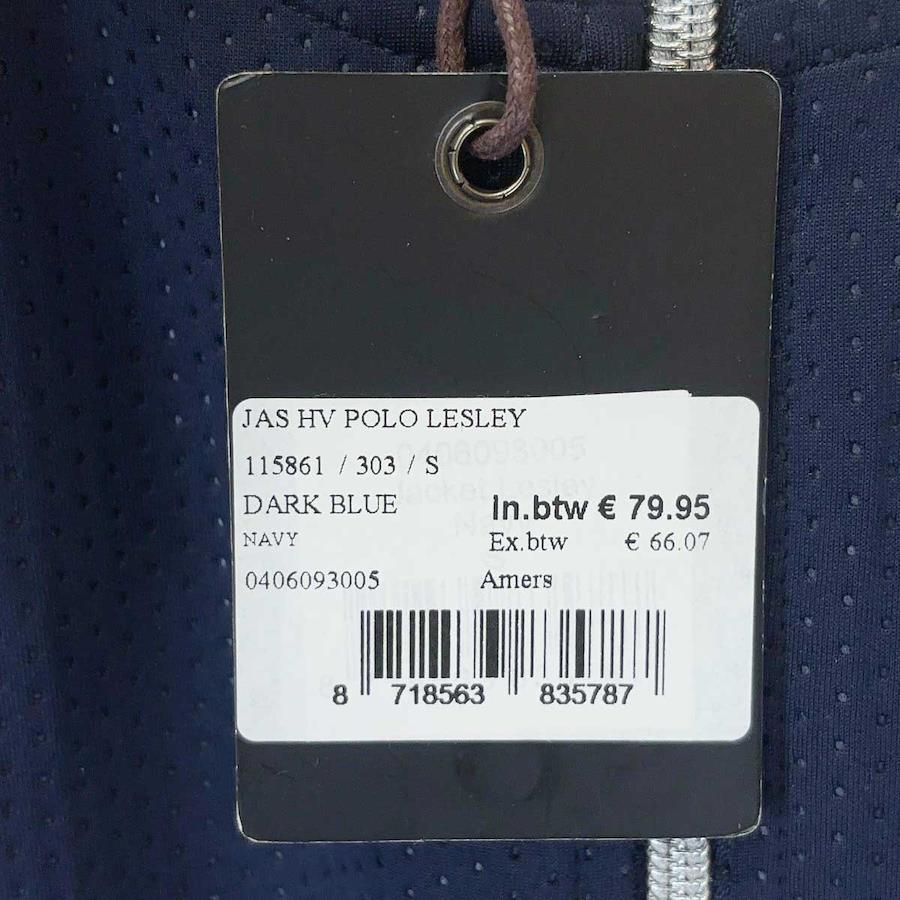 JAS HV POLO LESLEY
115861 / 303 / S
DARK BLUE In.btw € 79.95
NAVY Ex.btw € 66.07
0406093005 Amers
8 718563 835787